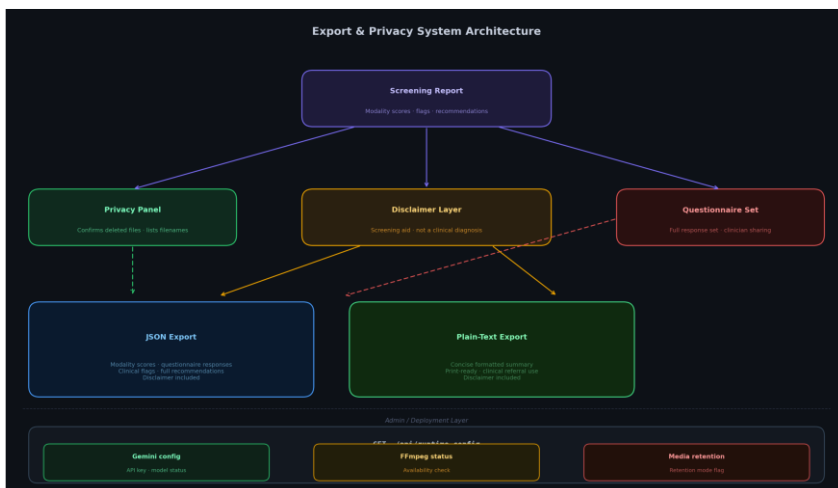 Export & Privacy System Architecture
Screening Report
Modality scores · flags · recommendations
Privacy Panel
Confirms deleted files · lists filenames
Disclaimer Layer
Screening aid · not a clinical diagnosis
Questionnaire Set
Full response set · clinician sharing
JSON Export
Modality scores · questionnaire responses
Clinical flags · full recommendations
Disclaimer included
Plain-Text Export
Concise formatted summary
Print-ready · clinical referral use
Disclaimer included
Admin / Deployment Layer
Gemini config
API key · model status
FFmpeg status
Availability check
Media retention
Retention mode flag